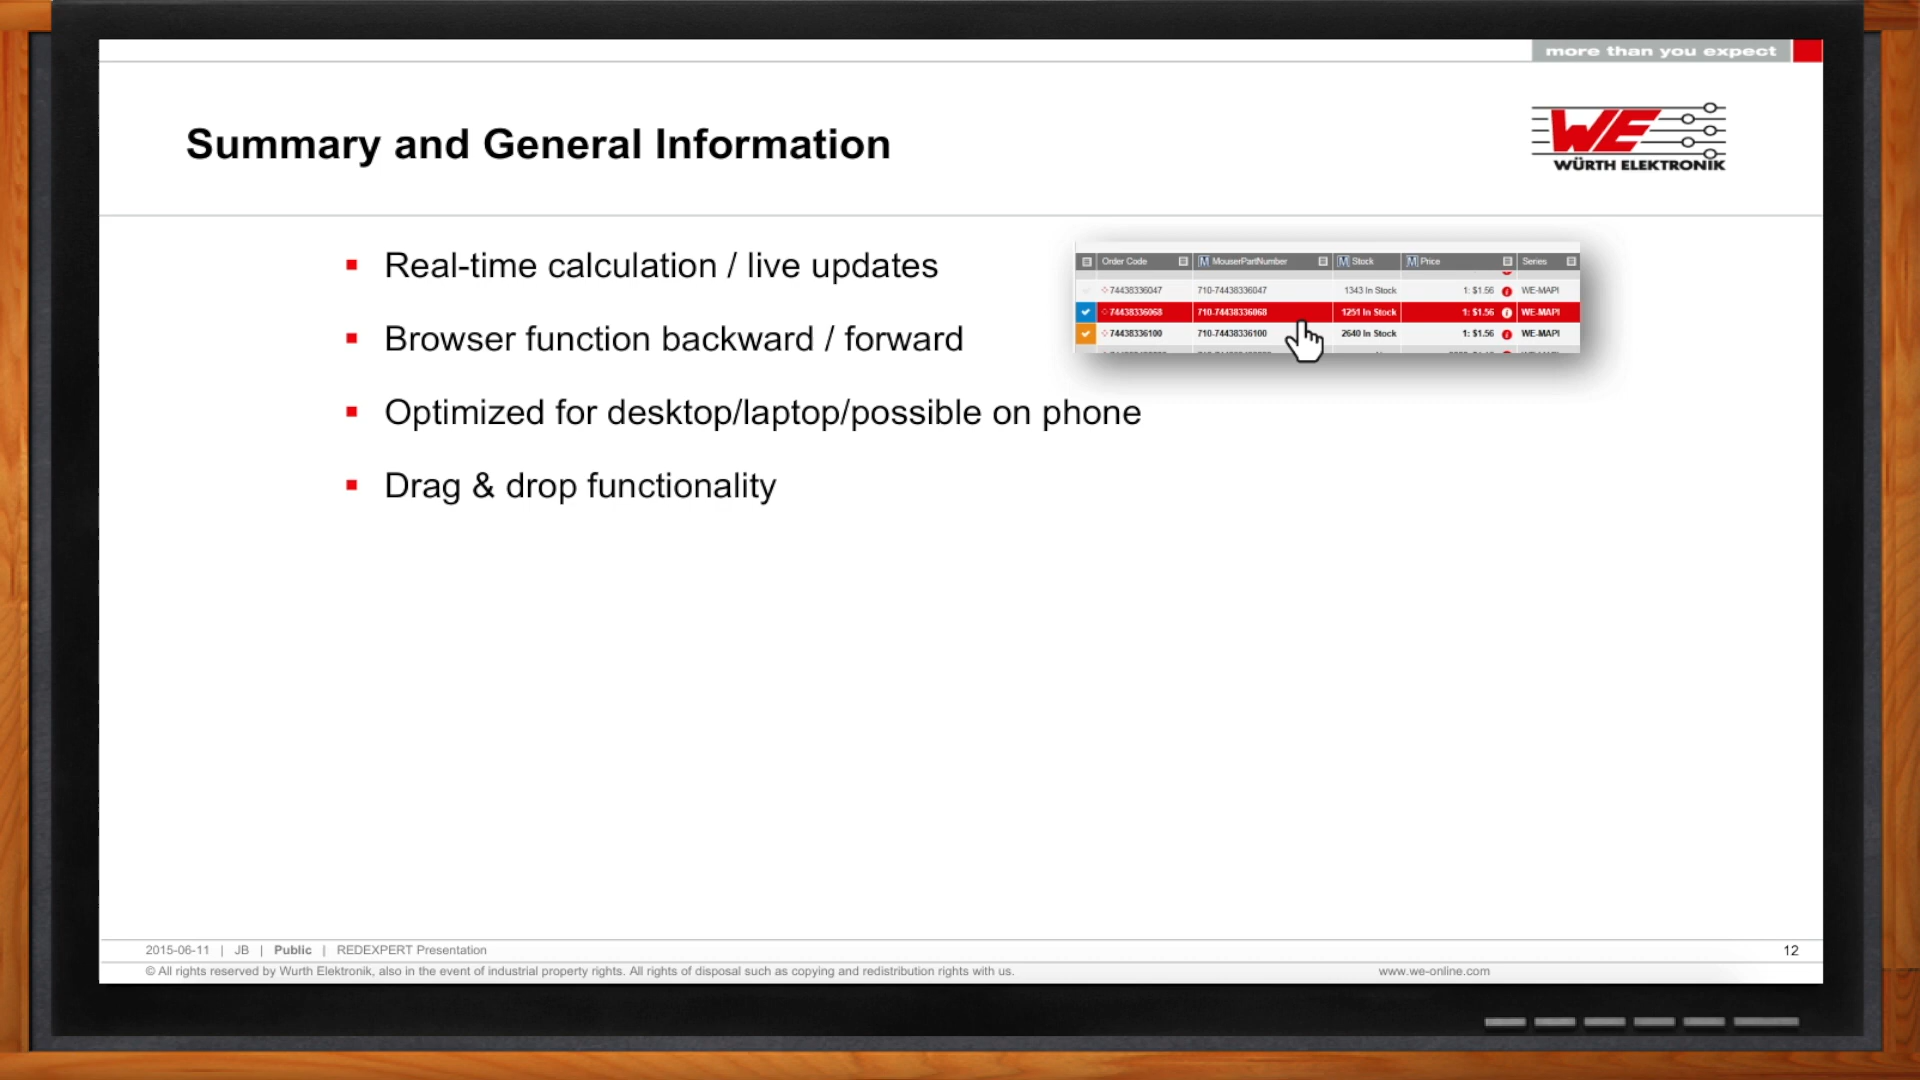 more than you expect
Summary and General Information
WE
WÜRTH ELEKTRONIK
▪ Real-time calculation / live updates
▪ Browser function backward / forward
▪ Optimized for desktop/laptop/possible on phone
▪ Drag & drop functionality
Order Code M MouserPartNumber M Stock M Price Series
74438336047 710-74438336047 1343 In Stock 1: $1.56 i WE-MAPI
74438336068 710-74438336068 1251 In Stock 1: $1.56 i WE-MAPI
74438336100 710-74438336100 2640 In Stock 1: $1.56 i WE-MAPI
2015-06-11 | JB | Public | REDEXPERT Presentation
12
© All rights reserved by Wurth Elektronik, also in the event of industrial property rights. All rights of disposal such as copying and redistribution rights with us.
www.we-online.com